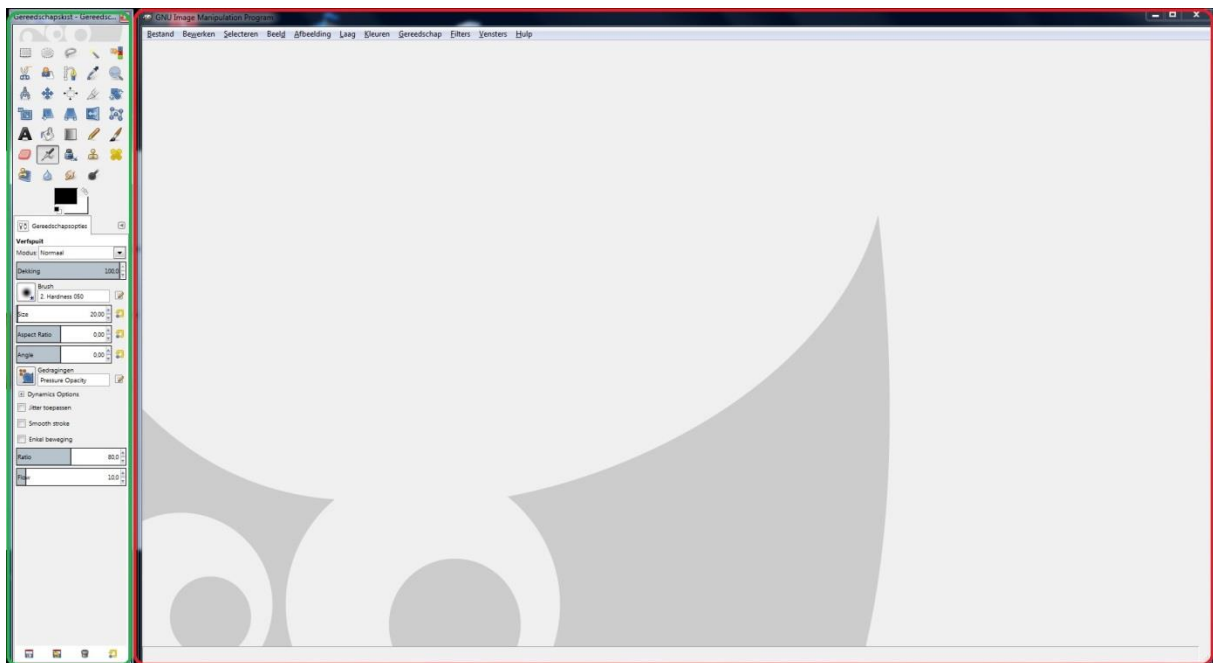 Gereedschapskist - Gereedsc...
GNU Image Manipulation Program
Bestand Bewerken Selecteren Beeld Afbeelding Laag Kleuren Gereedschap Filters Vensters Hulp
Gereedschapsopties
Verfspuit
Modus: Normaal
Dekking 100,0
Brush
2. Hardness 050
Size 20,00
Aspect Ratio 0,00
Angle 0,00
Gedragingen
Pressure Opacity
Dynamics Options
Jitter toepassen
Smooth stroke
Enkel beweging
Ratio 80,0
Flow 10,0